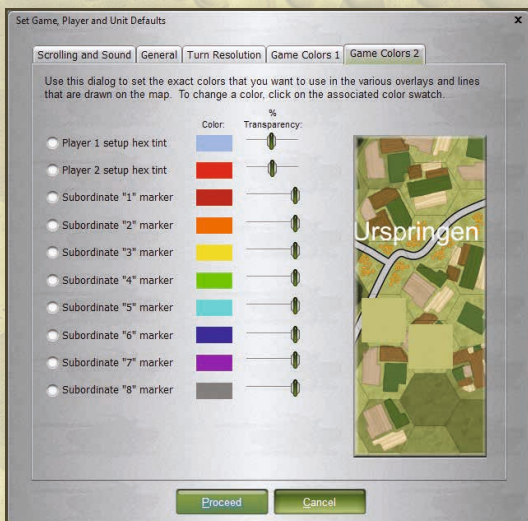 Set Game, Player and Unit Defaults
x
Scrolling and Sound
General
Turn Resolution
Game Colors 1
Game Colors 2
Use this dialog to set the exact colors that you want to use in the various overlays and lines
that are drawn on the map. To change a color, click on the associated color swatch.
%
Color:
Transparency:
Player 1 setup hex tint
Player 2 setup hex tint
Subordinate "1" marker
Subordinate "2" marker
Subordinate "3" marker
Subordinate "4" marker
Subordinate "5" marker
Subordinate "6" marker
Subordinate "7" marker
Subordinate "8" marker
Urspringen
Proceed
Cancel